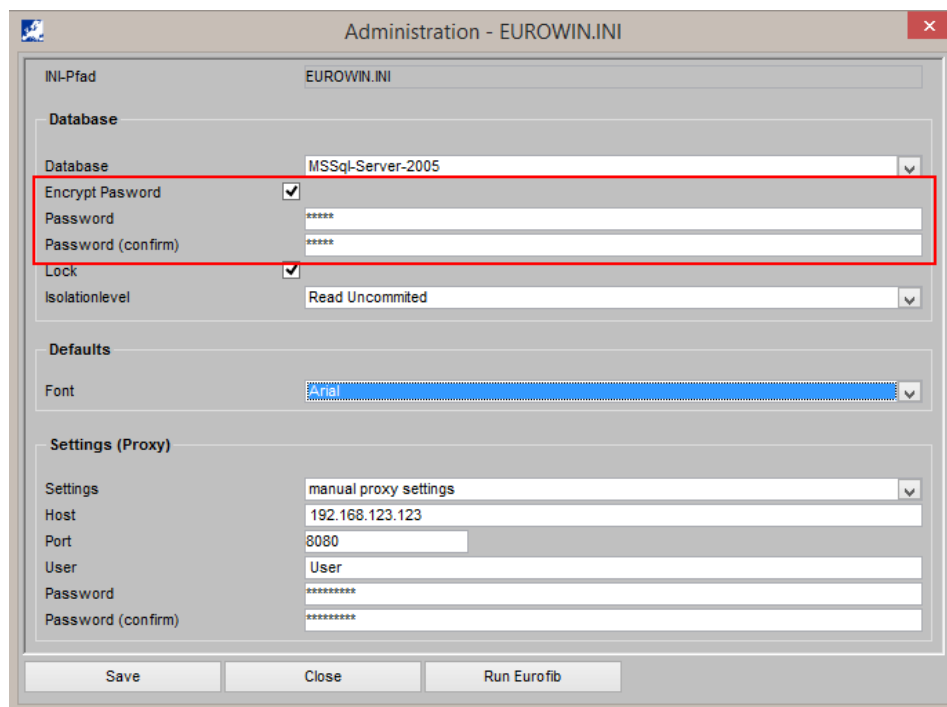 Administration - EUROWIN.INI
INI-Pfad EUROWIN.INI
Database
Database MSSql-Server-2005
Encrypt Pasword
Password *****
Password (confirm) *****
Lock
Isolationlevel Read Uncommited
Defaults
Font Arial
Settings (Proxy)
Settings manual proxy settings
Host 192.168.123.123
Port 8080
User User
Password *********
Password (confirm) *********
Save Close Run Eurofib